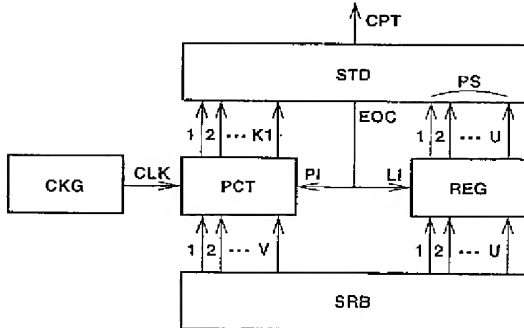 CPT
STD
PS
EOC
1 2 ... K1
1 2 ... U
CKG
CLK
PCT
PI
LI
REG
1 2 ... V
1 2 ... U
SRB